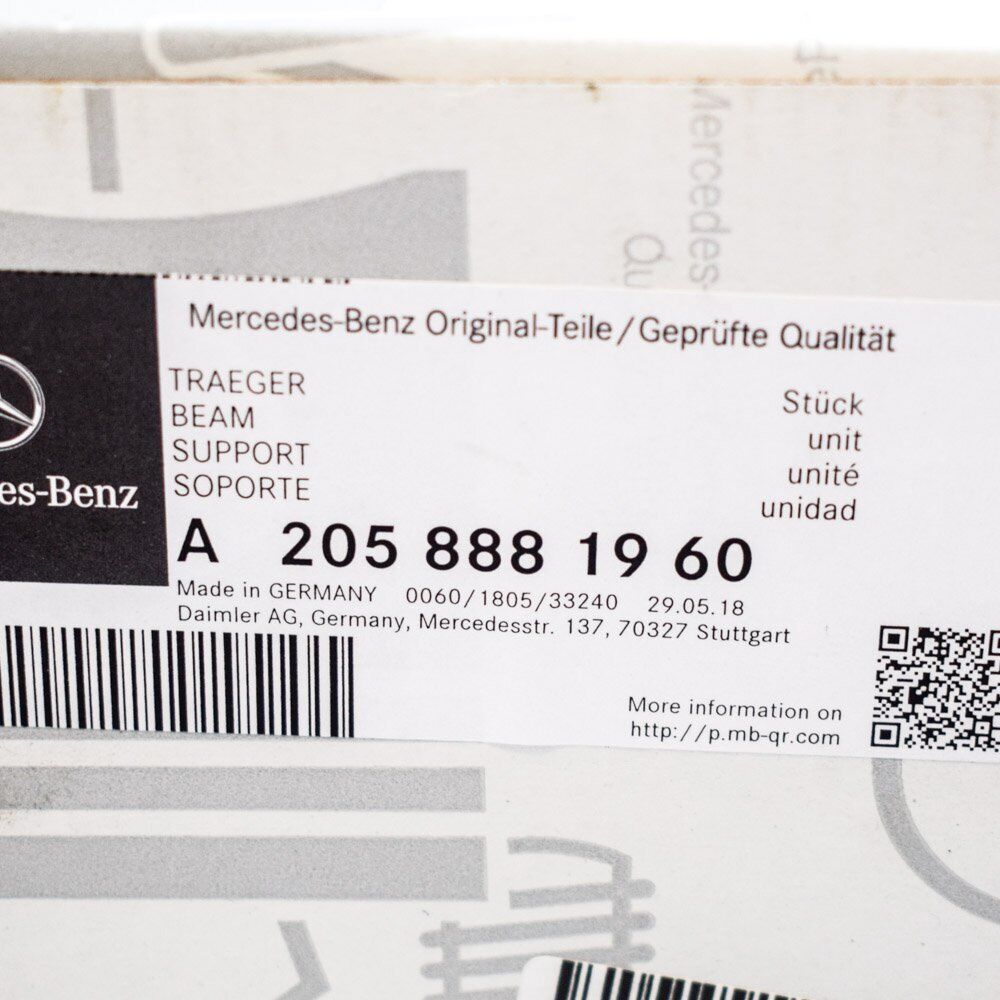 Mercedes-
Qu
Mercedes-Benz Original-Teile/Geprüfte Qualität
TRAEGER
BEAM
SUPPORT
SOPORTE
Stück
unit
unité
unidad
es-Benz
A 205 888 19 60
Made in GERMANY 0060/1805/33240 29.05.18
Daimler AG, Germany, Mercedesstr. 137, 70327 Stuttgart
More information on
http://p.mb-qr.com